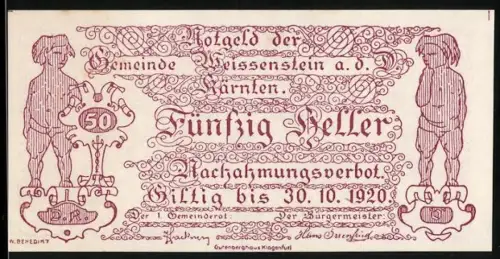 Notgeld der
Gemeinde Weissenstein a. d. D
Kärnten.
50
Fünfzig Heller
Nachahmungsverbot.
Giltig bis 30. 10. 1920
Der 1. Gemeinderat: Der Bürgermeister:
W. BENEDIKT
Gutenberghaus Klagenfurt